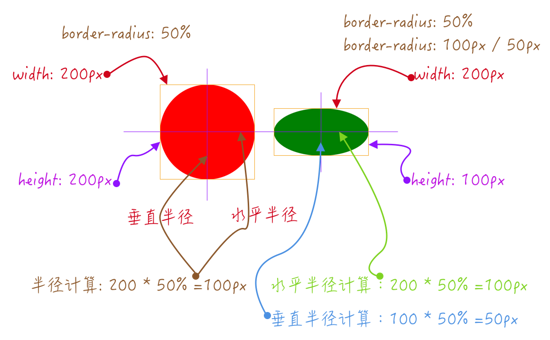 border-radius: 50%
border-radius: 50%
border-radius: 100px / 50px
width: 200px
width: 200px
height: 200px
height: 100px
垂直半径
水平半径
半径计算: 200 * 50% =100px
水平半径计算：200 * 50% =100px
垂直半径计算：100 * 50% =50px